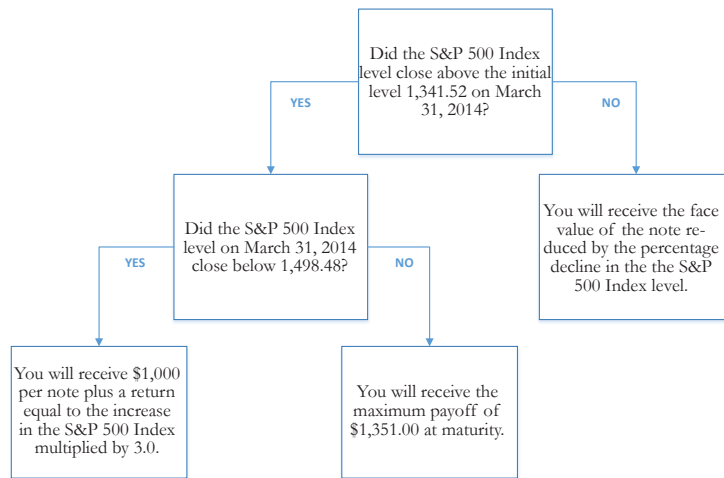 Did the S&P 500 Index
level close above the initial
level 1,341.52 on March
31, 2014?
YES
NO
Did the S&P 500 Index
level on March 31, 2014
close below 1,498.48?
You will receive the face
value of the note re-
duced by the percentage
decline in the the S&P
500 Index level.
YES
NO
You will receive $1,000
per note plus a return
equal to the increase
in the S&P 500 Index
multiplied by 3.0.
You will receive the
maximum payoff of
$1,351.00 at maturity.